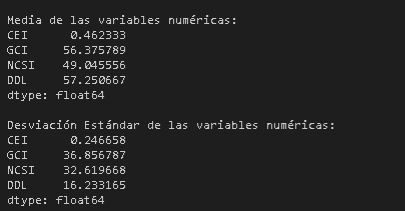 Media de las variables numéricas:
CEI 0.462333
GCI 56.375789
NCSI 49.045556
DDL 57.250667
dtype: float64
Desviación Estándar de las variables numéricas:
CEI 0.246658
GCI 36.856787
NCSI 32.619668
DDL 16.233165
dtype: float64